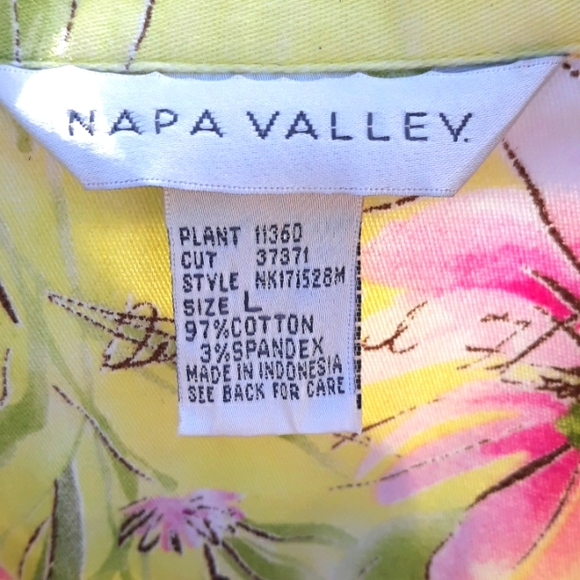 NAPA VALLEY.
PLANT 11360
CUT 37371
STYLE NK171528M
SIZE L
97%COTTON
3%SPANDEX
MADE IN INDONESIA
SEE BACK FOR CARE